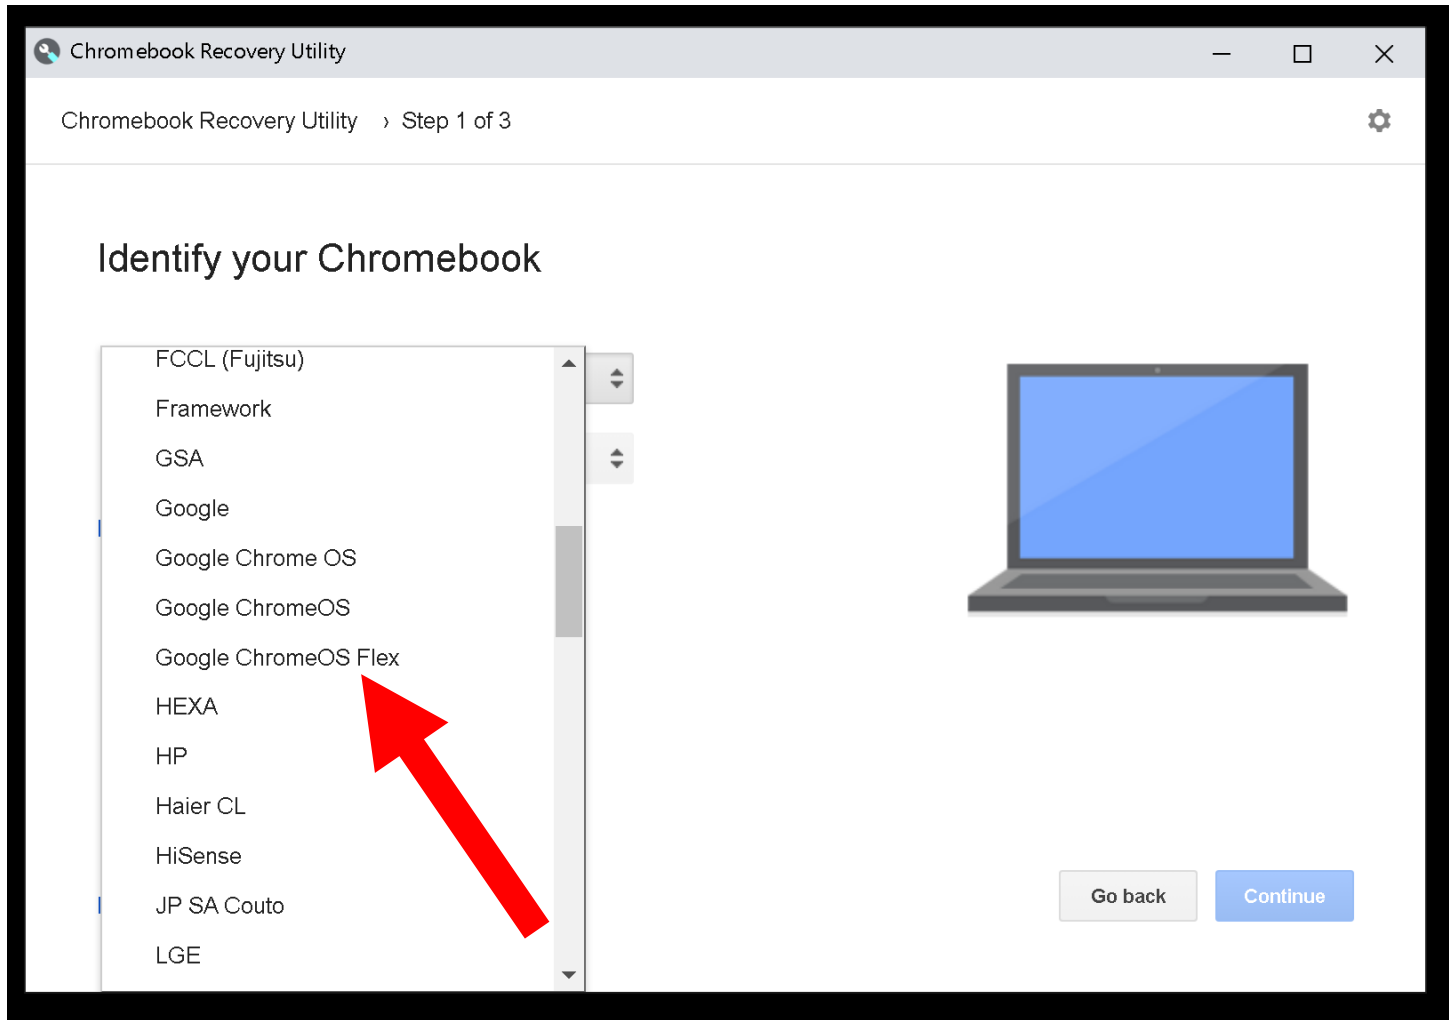 Chromebook Recovery Utility
Chromebook Recovery Utility › Step 1 of 3
Identify your Chromebook
FCCL (Fujitsu)
Framework
GSA
Google
Google Chrome OS
Google ChromeOS
Google ChromeOS Flex
HEXA
HP
Haier CL
HiSense
JP SA Couto
LGE
Go back
Continue